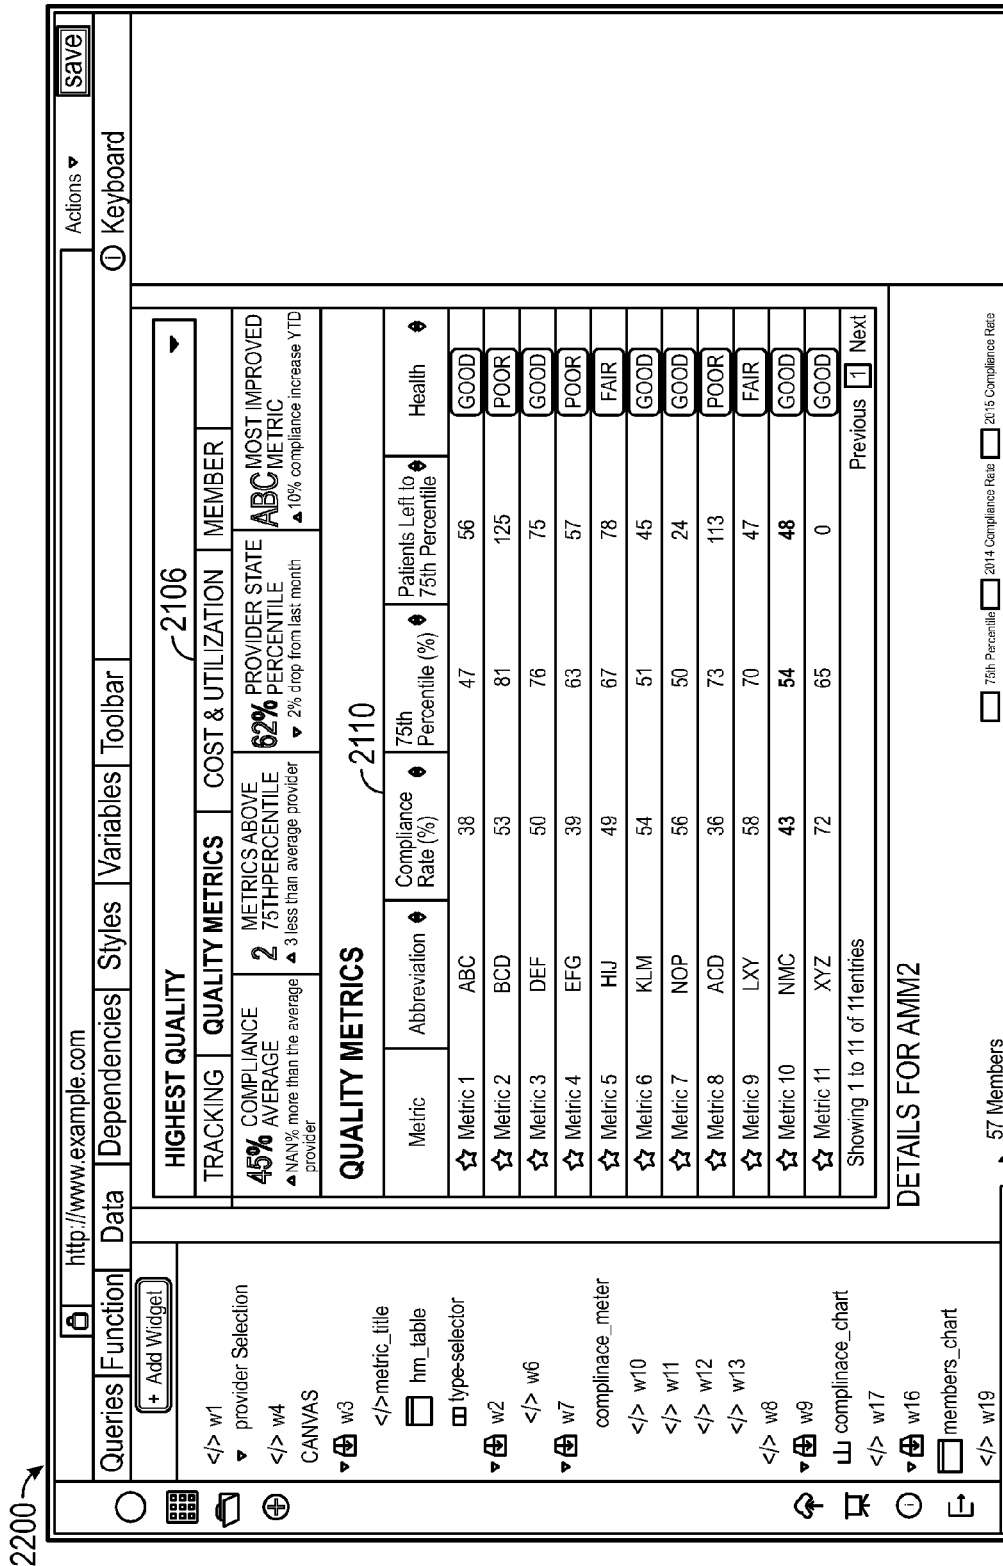 2200
http://www.example.com
Actions
save
Queries
Function
Data
Dependencies
Styles
Variables
Toolbar
i Keyboard
+ Add Widget
</> w1
provider Selection
</> w4
CANVAS
w3
</>metric_title
hm_table
type-selector
w2
</> w6
w7
complinace_meter
</> w10
</> w11
</> w12
</> w13
</> w8
w9
complinace_chart
</> w17
w16
members_chart
</> w19
HIGHEST QUALITY
2106
TRACKING QUALITY METRICS COST & UTILIZATION MEMBER
45% COMPLIANCE
AVERAGE
NAN% more than the average
provider
2 METRICS ABOVE
75THPERCENTILE
3 less than average provider
62% PROVIDER STATE
PERCENTILE
2% drop from last month
ABC MOST IMPROVED
METRIC
10% compliance increase YTD
QUALITY METRICS
2110
Metric
Abbreviation
Compliance
Rate (%)
75th
Percentile (%)
Patients Left to
75th Percentile
Health
Metric 1 ABC 38 47 56 GOOD
Metric 2 BCD 53 81 125 POOR
Metric 3 DEF 50 76 75 GOOD
Metric 4 EFG 39 63 57 POOR
Metric 5 HIJ 49 67 78 FAIR
Metric 6 KLM 54 51 45 GOOD
Metric 7 NOP 56 50 24 GOOD
Metric 8 ACD 36 73 113 POOR
Metric 9 LXY 58 70 47 FAIR
Metric 10 NMC 43 54 48 GOOD
Metric 11 XYZ 72 65 0 GOOD
Showing 1 to 11 of 11entries
Previous 1 Next
DETAILS FOR AMM2
57 Members
75th Percentile 2014 Compliance Rate 2015 Compliance Rate